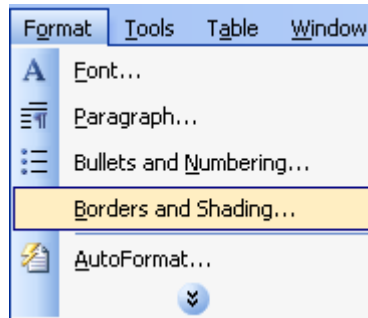 Format Tools Table Window
Font...
Paragraph...
Bullets and Numbering...
Borders and Shading...
AutoFormat...